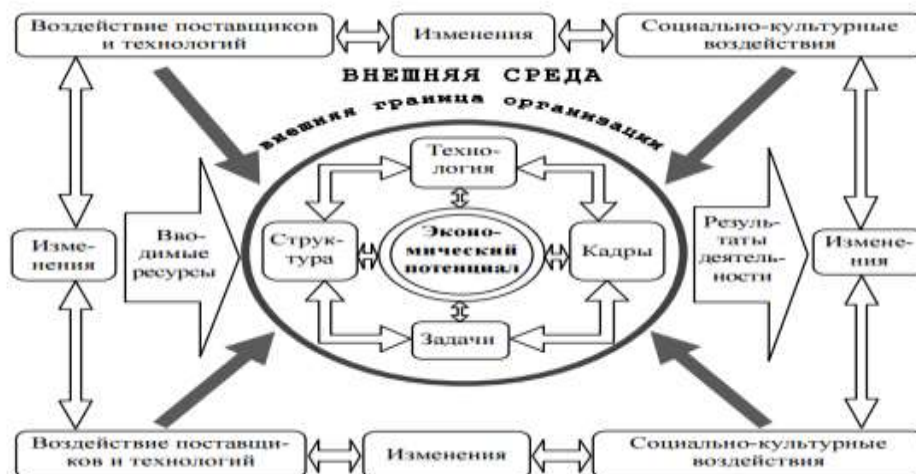 Воздействие поставщиков
и технологий
Изменения
Социально-культурные
воздействия
ВНЕШНЯЯ СРЕДА
внешняя граница организации
Техно-
логия
Изме-
нения
Вво-
димые
ресурсы
Струк-
тура
Эконо-
мический
потенциал
Кадры
Резуль-
таты
деятель-
ности
Измене-
ния
Задачи
Воздействие поставщи-
ков и технологий
Изменения
Социально-культурные
воздействия